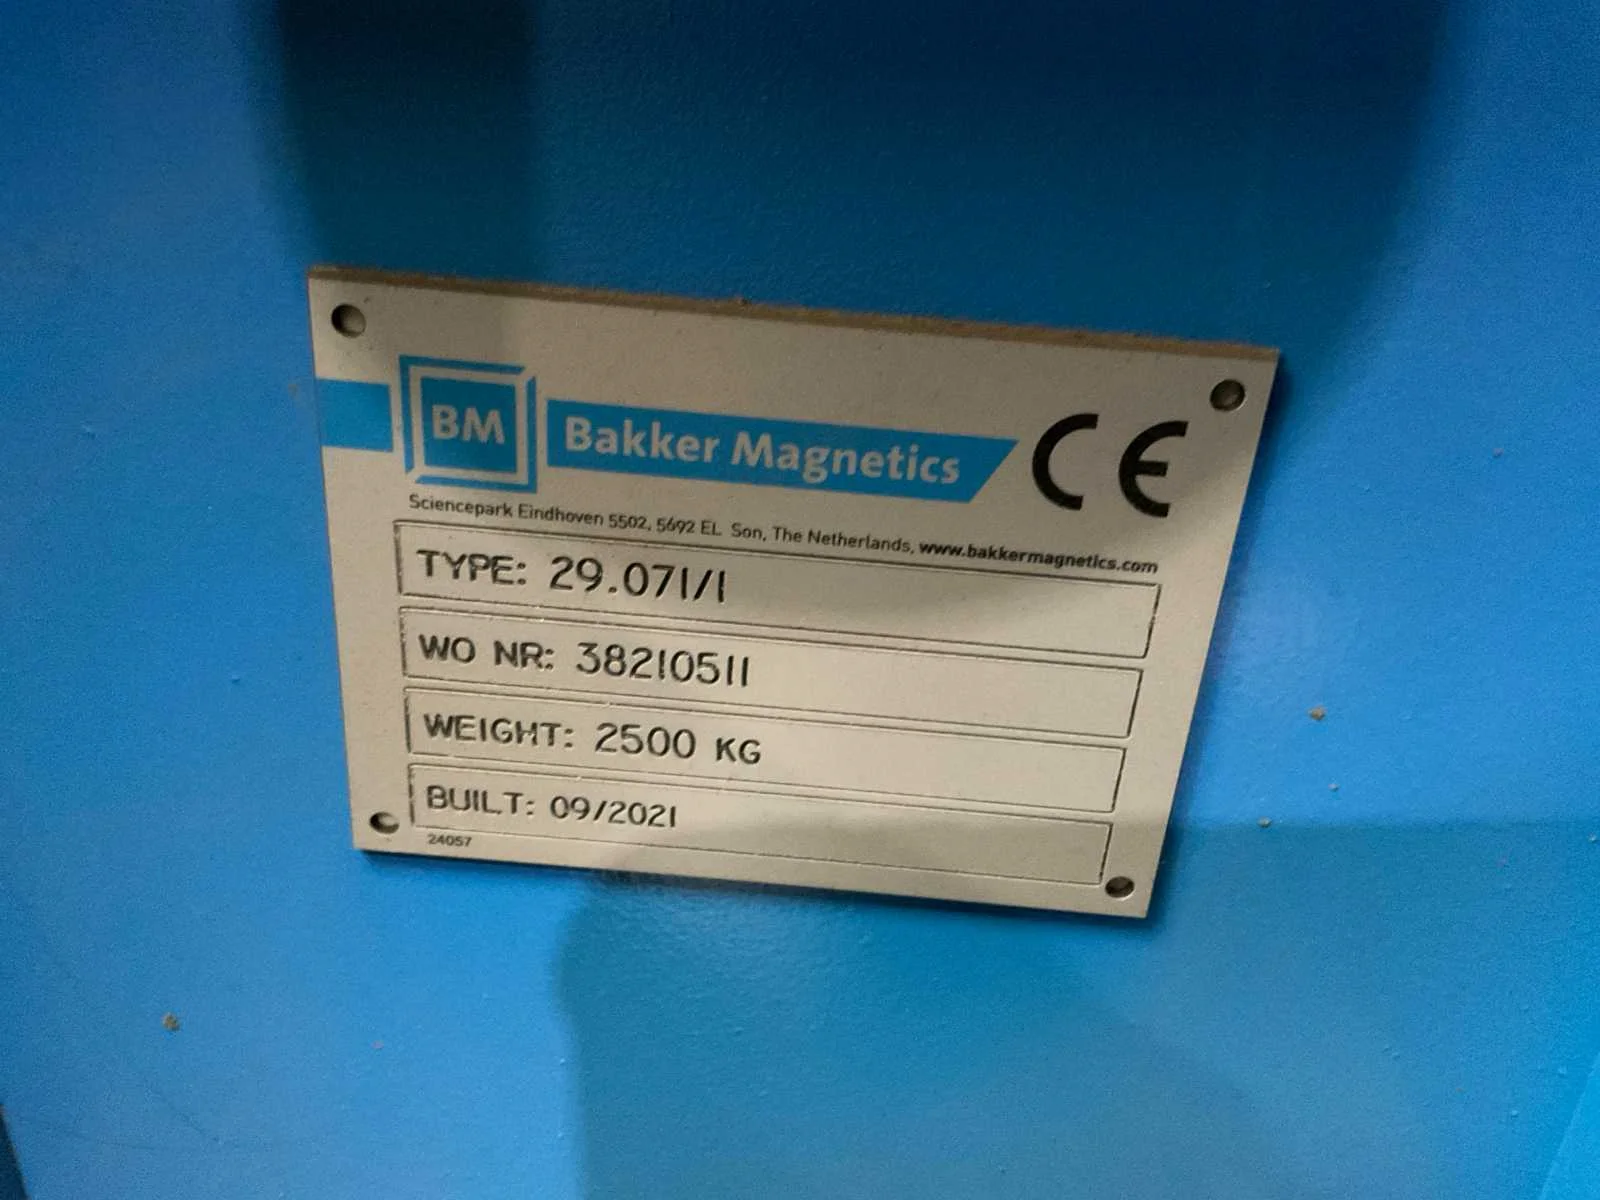 BM
Bakker Magnetics
CE
Sciencepark Eindhoven 5502, 5692 EL Son, The Netherlands, www.bakkermagnetics.com
TYPE: 29.071/1
WO NR: 38210511
WEIGHT: 2500 KG
BUILT: 09/2021
24057